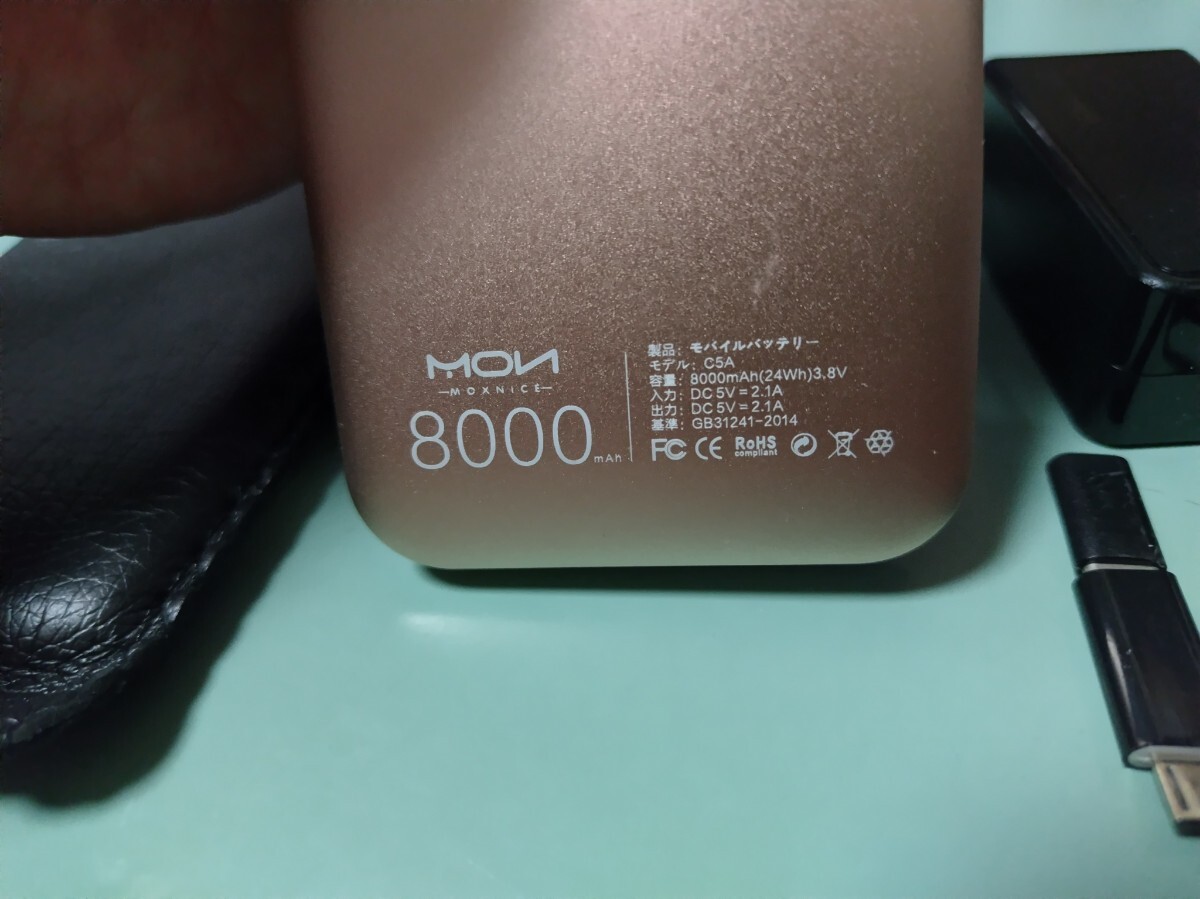 MON
—MOXNICE—
8000mAh
製品: モバイルバッテリー
モデル: C5A
容量: 8000mAh(24Wh)3.8V
入力: DC 5V = 2.1A
出力: DC 5V = 2.1A
基準: GB31241-2014
FC CE RoHS
compliant